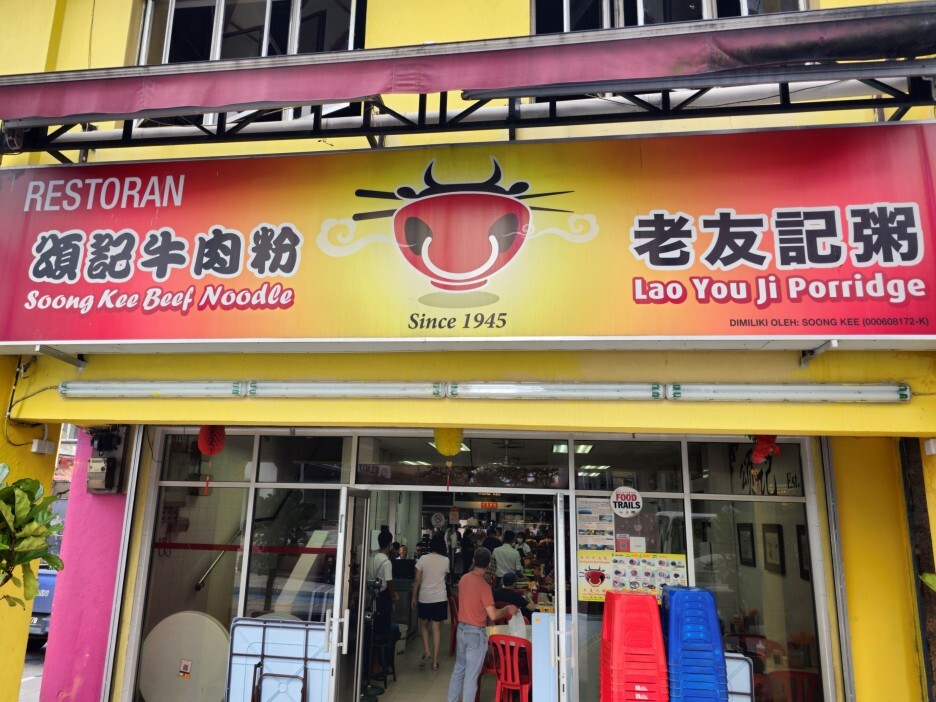 RESTORAN
頌記牛肉粉
Soong Kee Beef Noodle
Since 1945
老友記粥
Lao You Ji Porridge
DIMILIKI OLEH: SOONG KEE (000608172-K)
FOOD
TRAILS
Est.